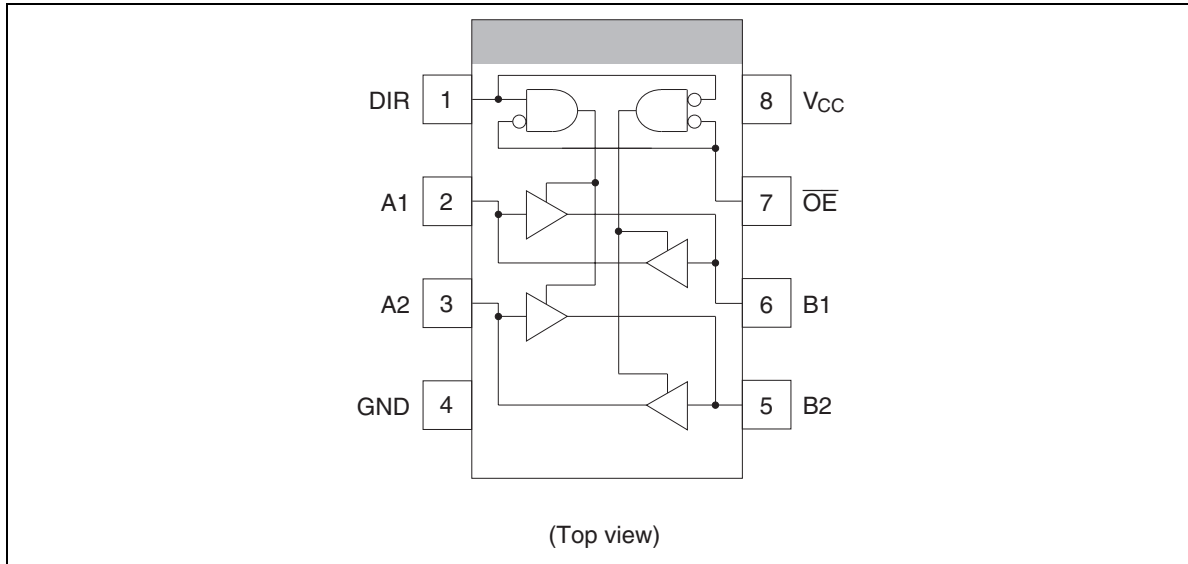 DIR 1 8 VCC
A1 2 7 OE
A2 3 6 B1
GND 4 5 B2
(Top view)